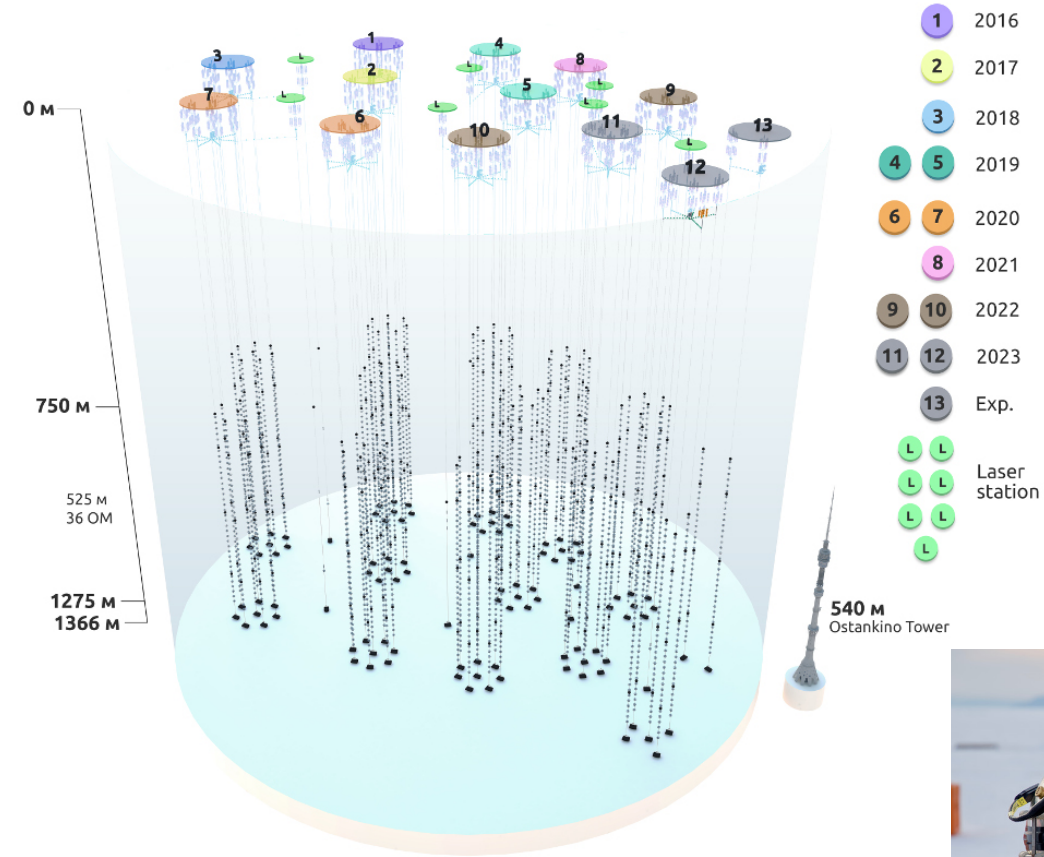 1 2016
2 2017
3 2018
4 5 2019
6 7 2020
8 2021
9 10 2022
11 12 2023
13 Exp.
L L
L L
L L
L
Laser
station
1
4
3
L
8
2
L
5
L
9
7
L
L
L
6
11
13
10
L
12
0 м
750 м
525 м
36 ОМ
1275 м
1366 м
540 м
Ostankino Tower